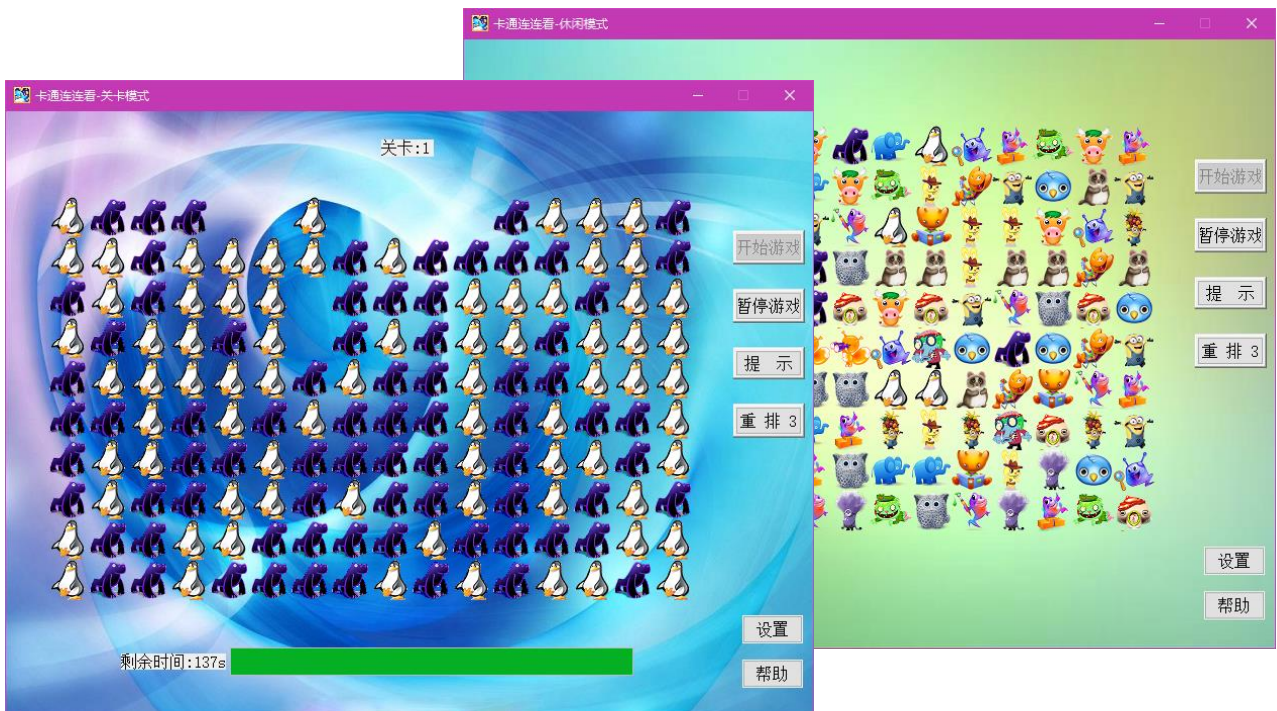 卡通连连看-休闲模式
开始游戏
暂停游戏
提 示
重 排 3
设置
帮助
卡通连连看-关卡模式
关卡:1
开始游戏
暂停游戏
提 示
重 排 3
设置
帮助
剩余时间:137s